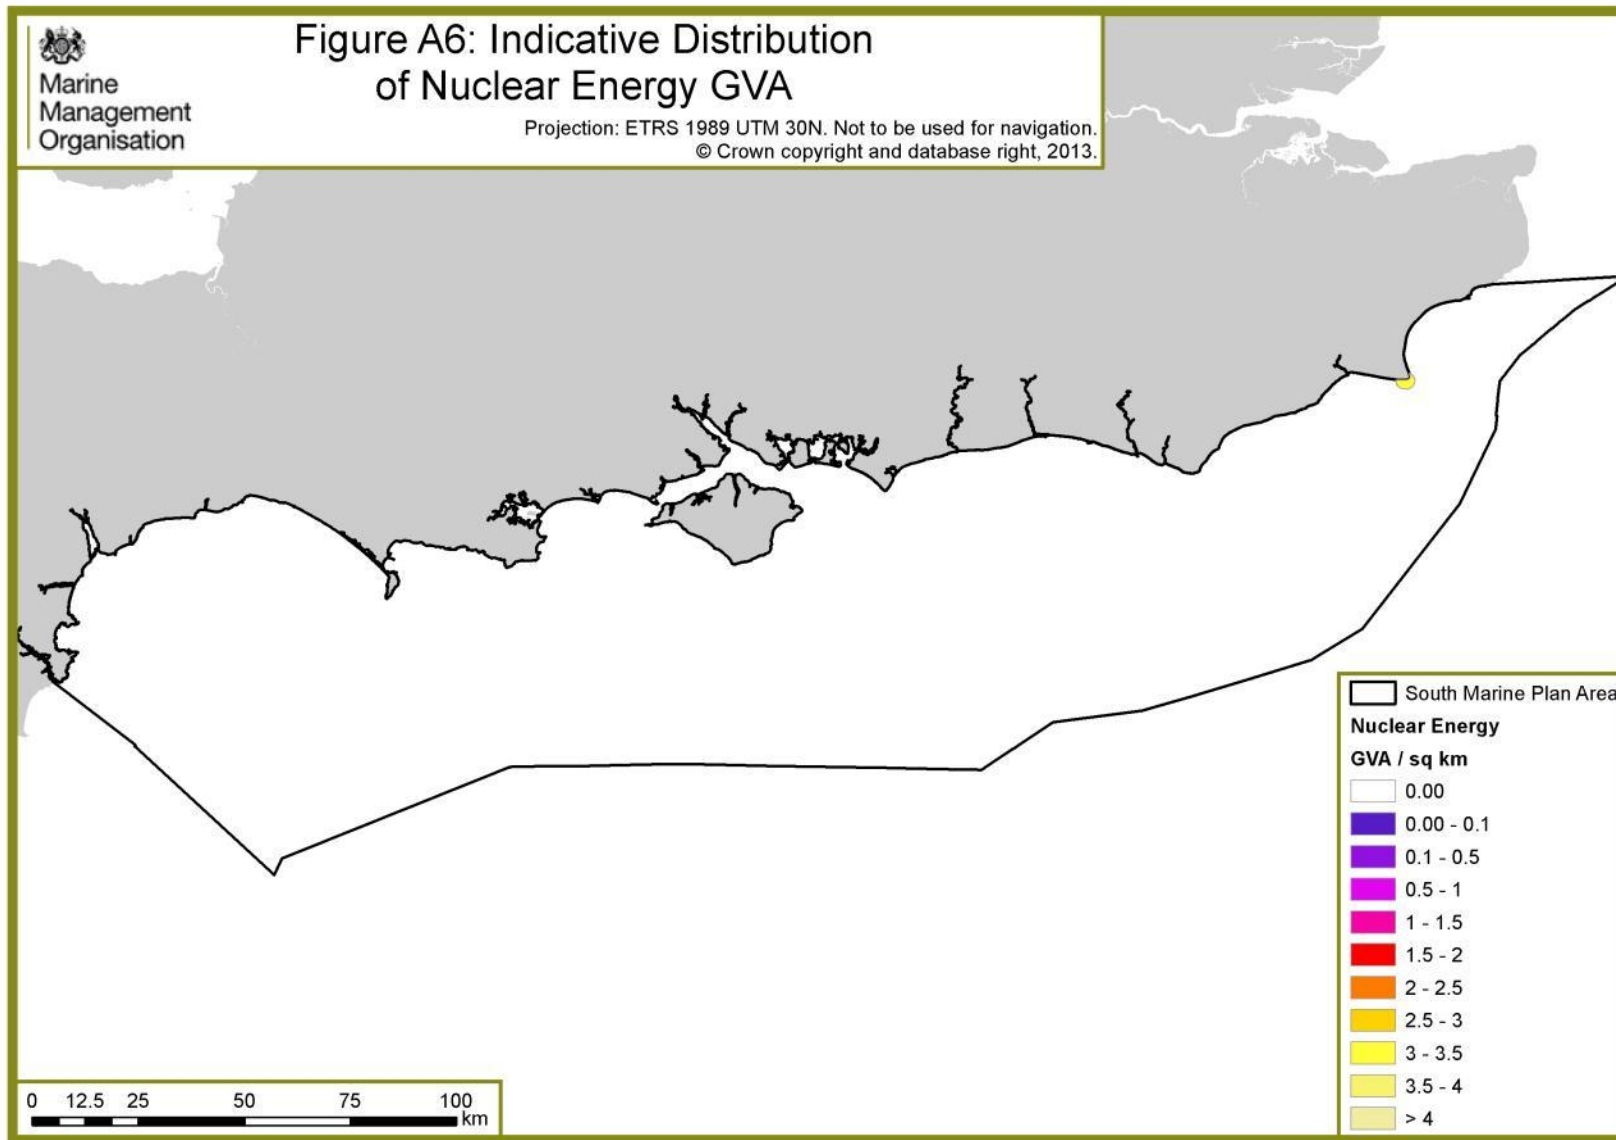 Marine
Management
Organisation
Figure A6: Indicative Distribution
of Nuclear Energy GVA
Projection: ETRS 1989 UTM 30N. Not to be used for navigation.
© Crown copyright and database right, 2013.
South Marine Plan Area
Nuclear Energy
GVA / sq km
0.00
0.00 - 0.1
0.1 - 0.5
0.5 - 1
1 - 1.5
1.5 - 2
2 - 2.5
2.5 - 3
3 - 3.5
3.5 - 4
> 4
0 12.5 25 50 75 100
km